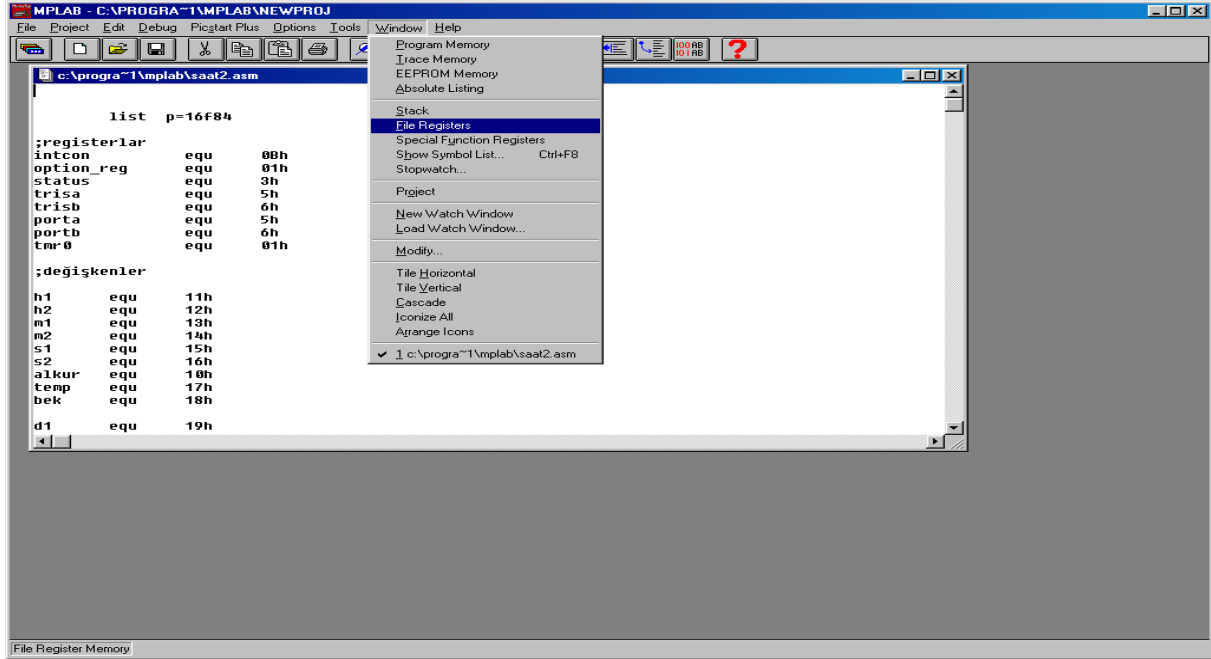 MPLAB - C:\PROGRA~1\MPLAB\NEWPROJ
File Project Edit Debug Picstart Plus Options Tools Window Help
c:\progra~1\mplab\saat2.asm
list p=16f84
;registerlar
intcon equ 0Bh
option_reg equ 01h
status equ 3h
trisa equ 5h
trisb equ 6h
porta equ 5h
portb equ 6h
tmr0 equ 01h
;değişkenler
h1 equ 11h
h2 equ 12h
m1 equ 13h
m2 equ 14h
s1 equ 15h
s2 equ 16h
alkur equ 10h
temp equ 17h
bek equ 18h
d1 equ 19h
Program Memory
Trace Memory
EEPROM Memory
Absolute Listing
Stack
File Registers
Special Function Registers
Show Symbol List... Ctrl+F8
Stopwatch...
Project
New Watch Window
Load Watch Window...
Modify...
Tile Horizontal
Tile Vertical
Cascade
Iconize All
Arrange Icons
1 c:\progra~1\mplab\saat2.asm
File Register Memory